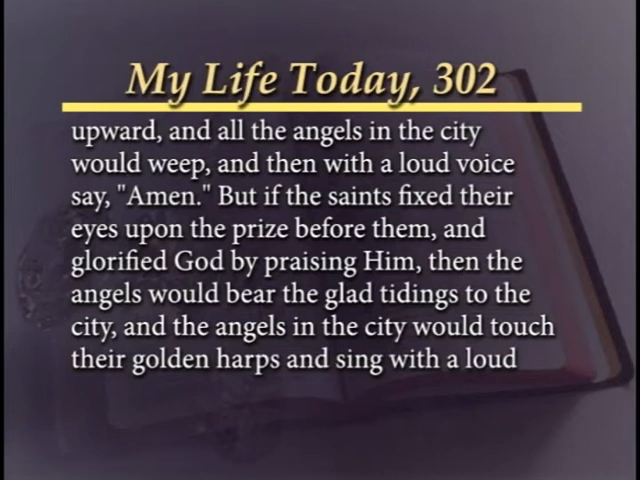 My Life Today, 302
upward, and all the angels in the city
would weep, and then with a loud voice
say, "Amen." But if the saints fixed their
eyes upon the prize before them, and
glorified God by praising Him, then the
angels would bear the glad tidings to the
city, and the angels in the city would touch
their golden harps and sing with a loud